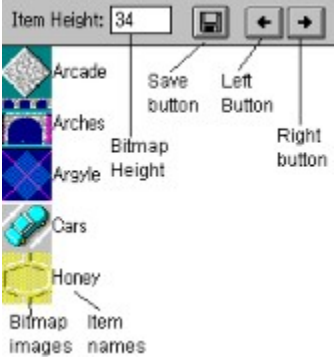 Item Height: 34
Arcade
Save button
Left Button
Arches
Bitmap Height
Right button
Argyle
Cars
Honey
Bitmap images
Item names